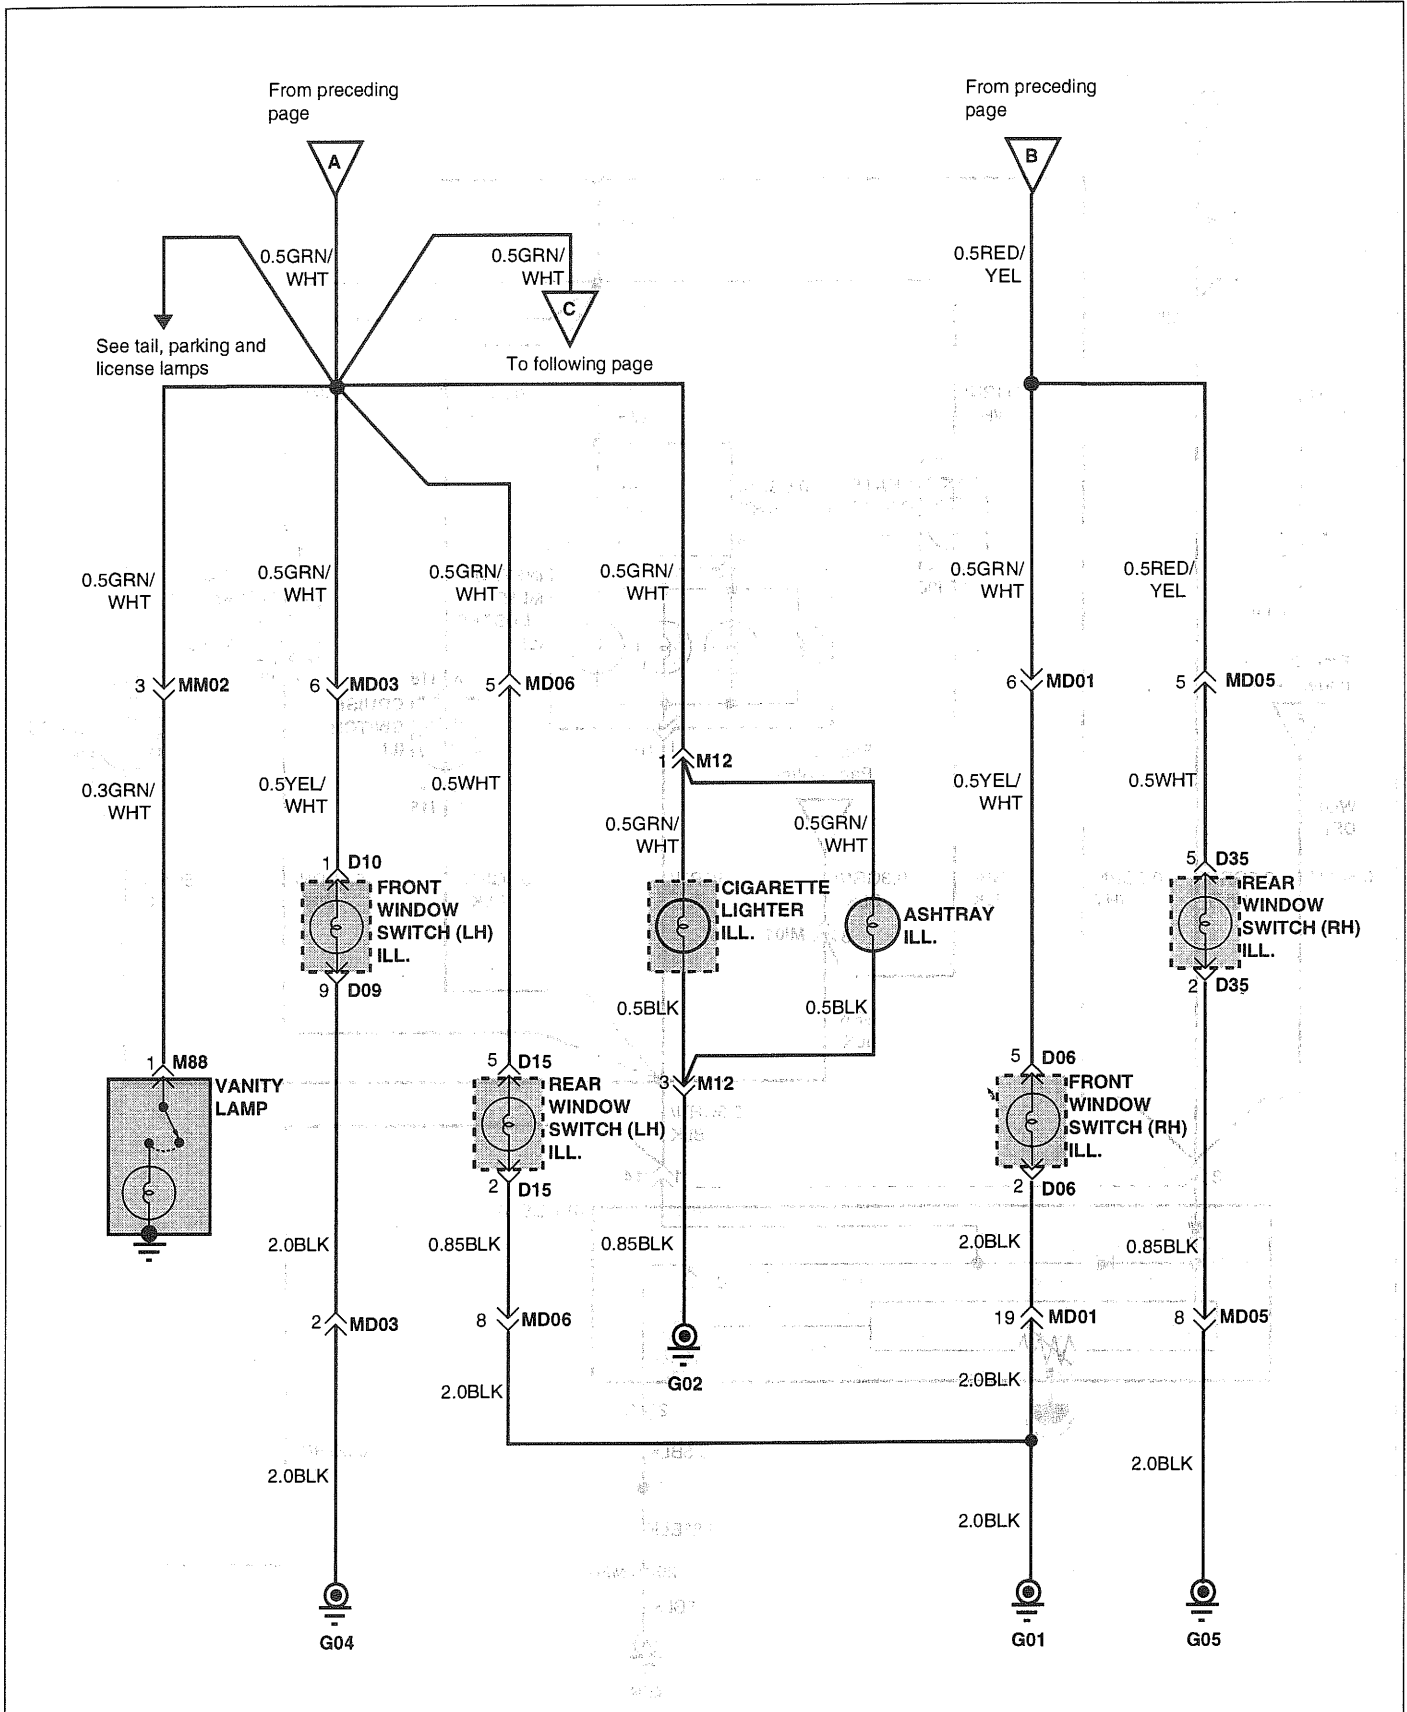 From preceding
page
From preceding
page
A
B
0.5GRN/
WHT
0.5GRN/
WHT
0.5RED/
YEL
C
See tail, parking and
license lamps
To following page
0.5GRN/
WHT
0.5GRN/
WHT
0.5GRN/
WHT
0.5GRN/
WHT
0.5GRN/
WHT
0.5RED/
YEL
3 MM02
6 MD03
5 MD06
6 MD01
5 MD05
1 M12
0.3GRN/
WHT
0.5YEL/
WHT
0.5WHT
0.5YEL/
WHT
0.5WHT
0.5GRN/
WHT
0.5GRN/
WHT
1 D10
5 D35
FRONT
WINDOW
SWITCH (LH)
ILL.
CIGARETTE
LIGHTER
ILL.
ASHTRAY
ILL.
REAR
WINDOW
SWITCH (RH)
ILL.
9 D09
2 D35
0.5BLK
0.5BLK
1 M88
5 D15
3 M12
5 D06
VANITY
LAMP
REAR
WINDOW
SWITCH (LH)
ILL.
FRONT
WINDOW
SWITCH (RH)
ILL.
2 D15
2 D06
2.0BLK
0.85BLK
0.85BLK
2.0BLK
0.85BLK
2 MD03
8 MD06
19 MD01
8 MD05
G02
2.0BLK
2.0BLK
2.0BLK
2.0BLK
2.0BLK
G04
G01
G05